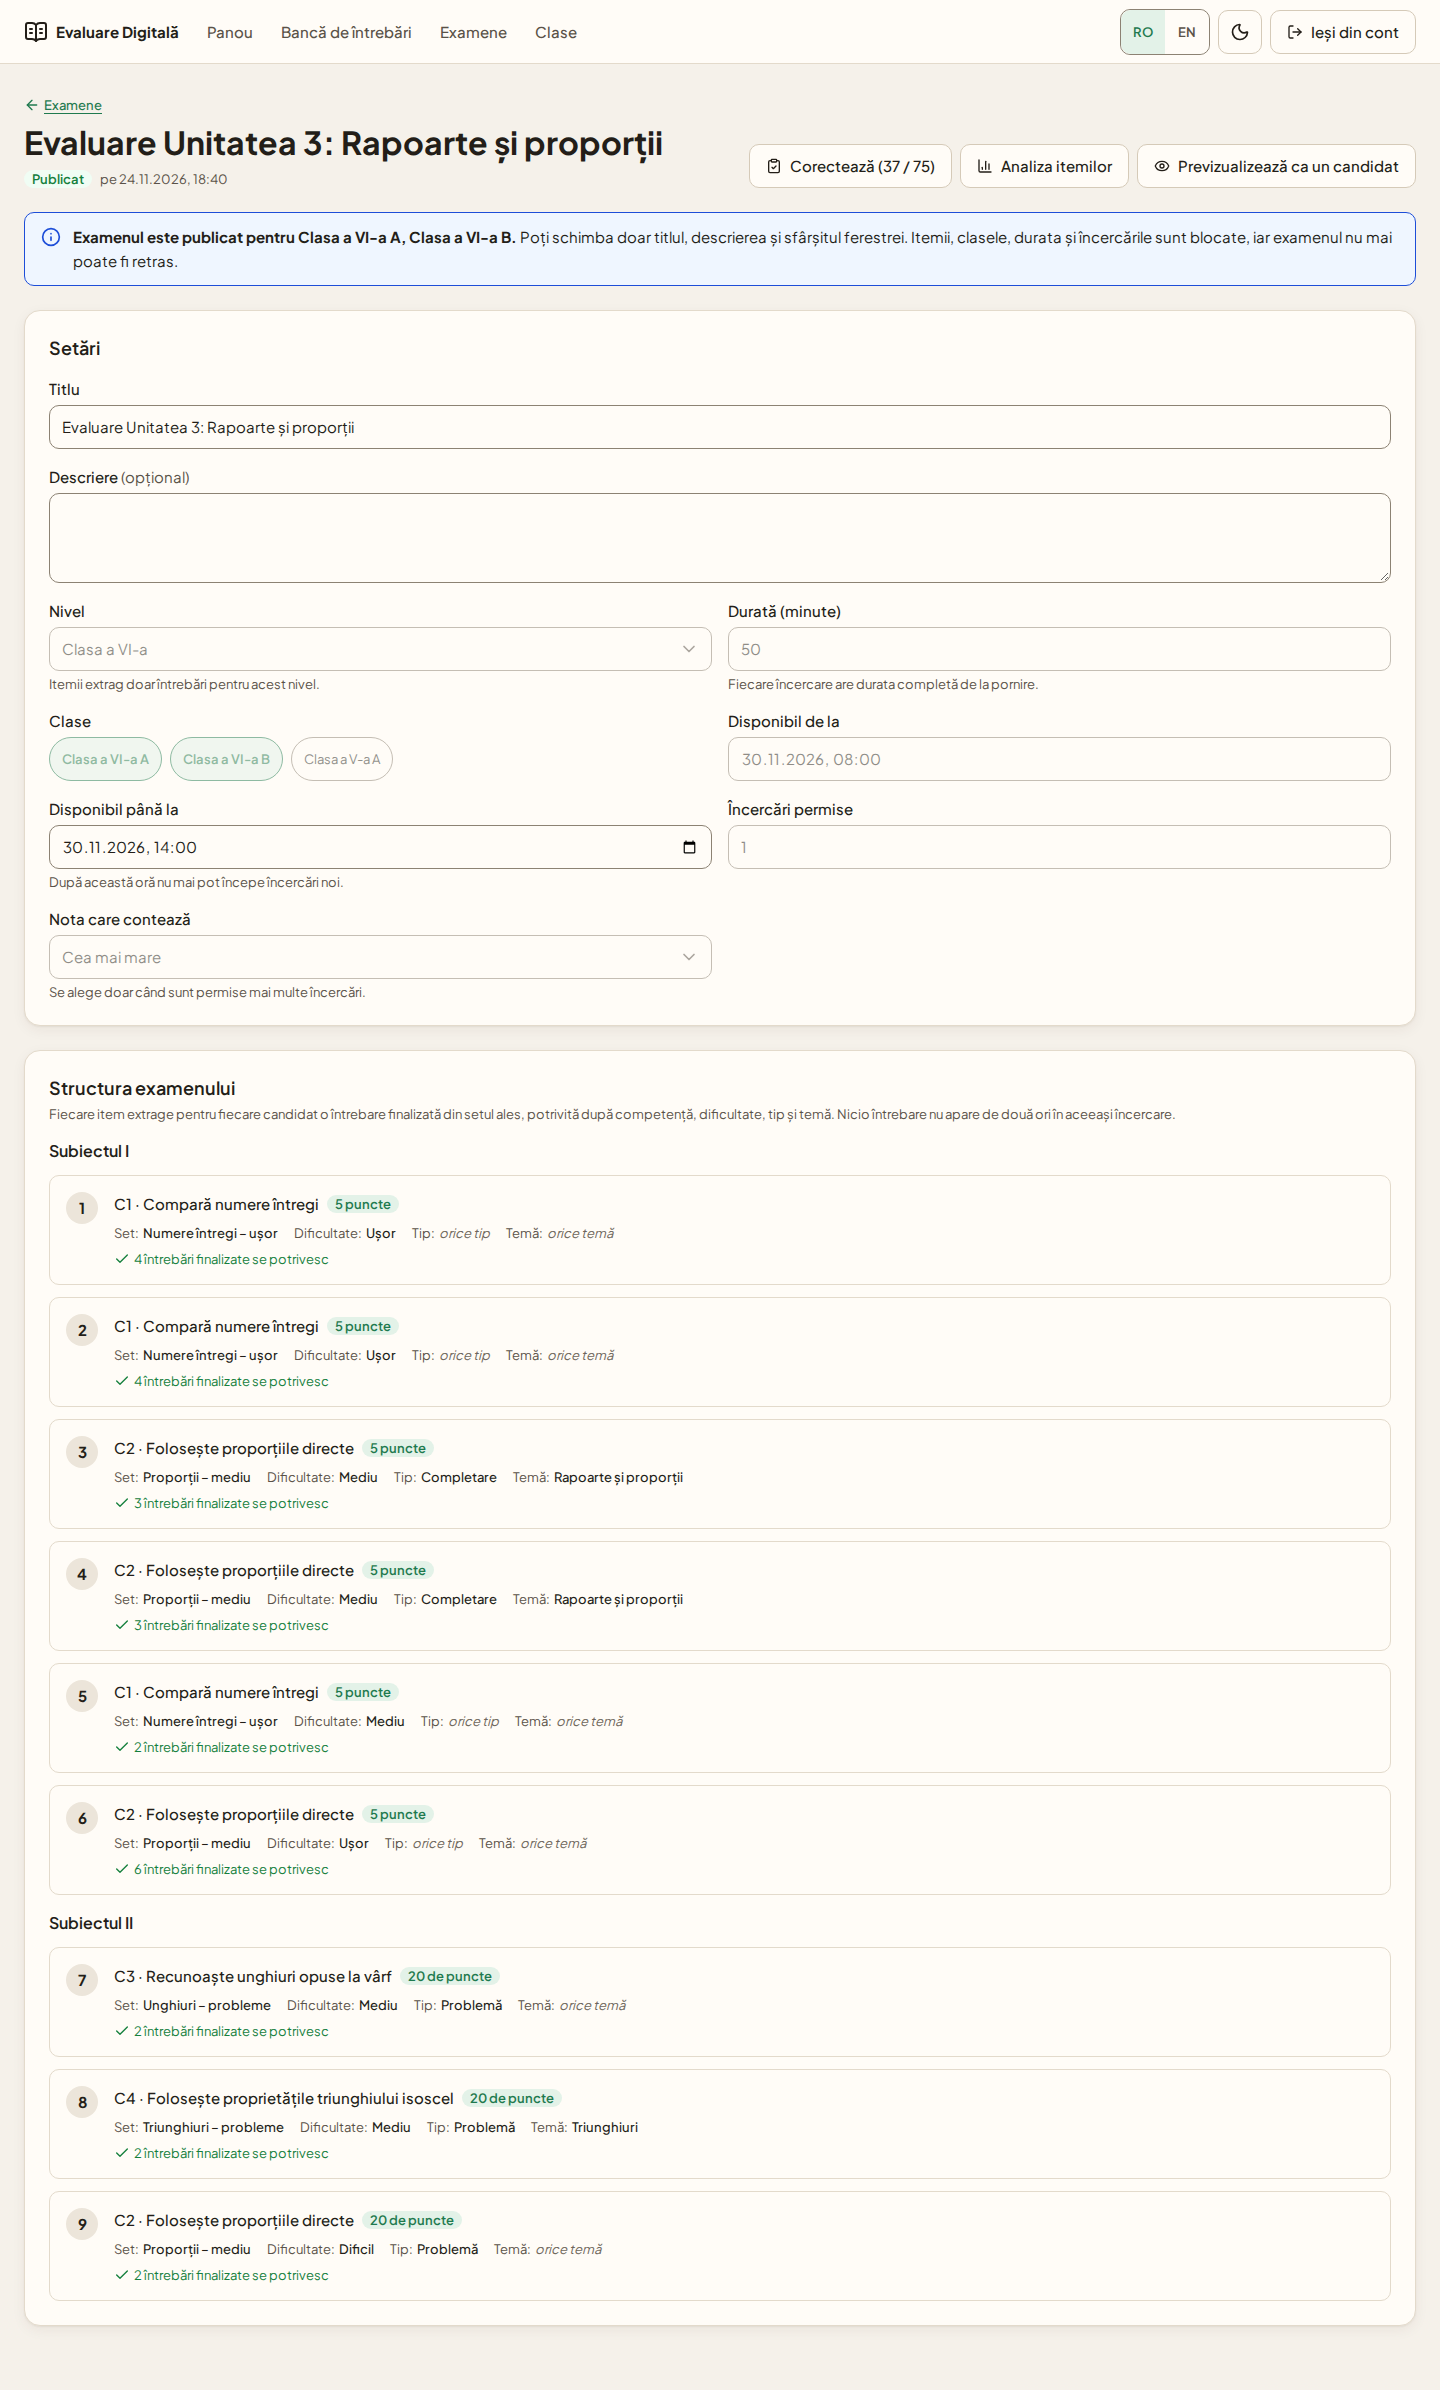 Evaluare Digitală
Panou
Bancă de întrebări
Examene
Clase
RO
EN
Ieși din cont
Examene
Evaluare Unitatea 3: Rapoarte și proporții
Publicat pe 24.11.2026, 18:40
Corectează (37 / 75)
Analiza itemilor
Previzualizează ca un candidat
Examenul este publicat pentru Clasa a VI-a A, Clasa a VI-a B. Poți schimba doar titlul, descrierea și sfârșitul ferestrei. Itemii, clasele, durata și încercările sunt blocate, iar examenul nu mai
poate fi retras.
Setări
Titlu
Evaluare Unitatea 3: Rapoarte și proporții
Descriere (opțional)
Nivel
Clasa a VI-a
Itemii extrag doar întrebări pentru acest nivel.
Durată (minute)
50
Fiecare încercare are durata completă de la pornire.
Clase
Clasa a VI-a A
Clasa a VI-a B
Clasa a V-a A
Disponibil de la
30.11.2026, 08:00
Disponibil până la
30.11.2026, 14:00
După această oră nu mai pot începe încercări noi.
Încercări permise
1
Nota care contează
Cea mai mare
Se alege doar când sunt permise mai multe încercări.
Structura examenului
Fiecare item extrage pentru fiecare candidat o întrebare finalizată din setul ales, potrivită după competență, dificultate, tip și temă. Nicio întrebare nu apare de două ori în aceeași încercare.
Subiectul I
1
C1 · Compară numere întregi 5 puncte
Set: Numere întregi – ușor Dificultate: Ușor Tip: orice tip Temă: orice temă
4 întrebări finalizate se potrivesc
2
C1 · Compară numere întregi 5 puncte
Set: Numere întregi – ușor Dificultate: Ușor Tip: orice tip Temă: orice temă
4 întrebări finalizate se potrivesc
3
C2 · Folosește proporțiile directe 5 puncte
Set: Proporții – mediu Dificultate: Mediu Tip: Completare Temă: Rapoarte și proporții
3 întrebări finalizate se potrivesc
4
C2 · Folosește proporțiile directe 5 puncte
Set: Proporții – mediu Dificultate: Mediu Tip: Completare Temă: Rapoarte și proporții
3 întrebări finalizate se potrivesc
5
C1 · Compară numere întregi 5 puncte
Set: Numere întregi – ușor Dificultate: Mediu Tip: orice tip Temă: orice temă
2 întrebări finalizate se potrivesc
6
C2 · Folosește proporțiile directe 5 puncte
Set: Proporții – mediu Dificultate: Ușor Tip: orice tip Temă: orice temă
6 întrebări finalizate se potrivesc
Subiectul II
7
C3 · Recunoaște unghiuri opuse la vârf 20 de puncte
Set: Unghiuri – probleme Dificultate: Mediu Tip: Problemă Temă: orice temă
2 întrebări finalizate se potrivesc
8
C4 · Folosește proprietățile triunghiului isoscel 20 de puncte
Set: Triunghiuri – probleme Dificultate: Mediu Tip: Problemă Temă: Triunghiuri
2 întrebări finalizate se potrivesc
9
C2 · Folosește proporțiile directe 20 de puncte
Set: Proporții – mediu Dificultate: Dificil Tip: Problemă Temă: orice temă
2 întrebări finalizate se potrivesc